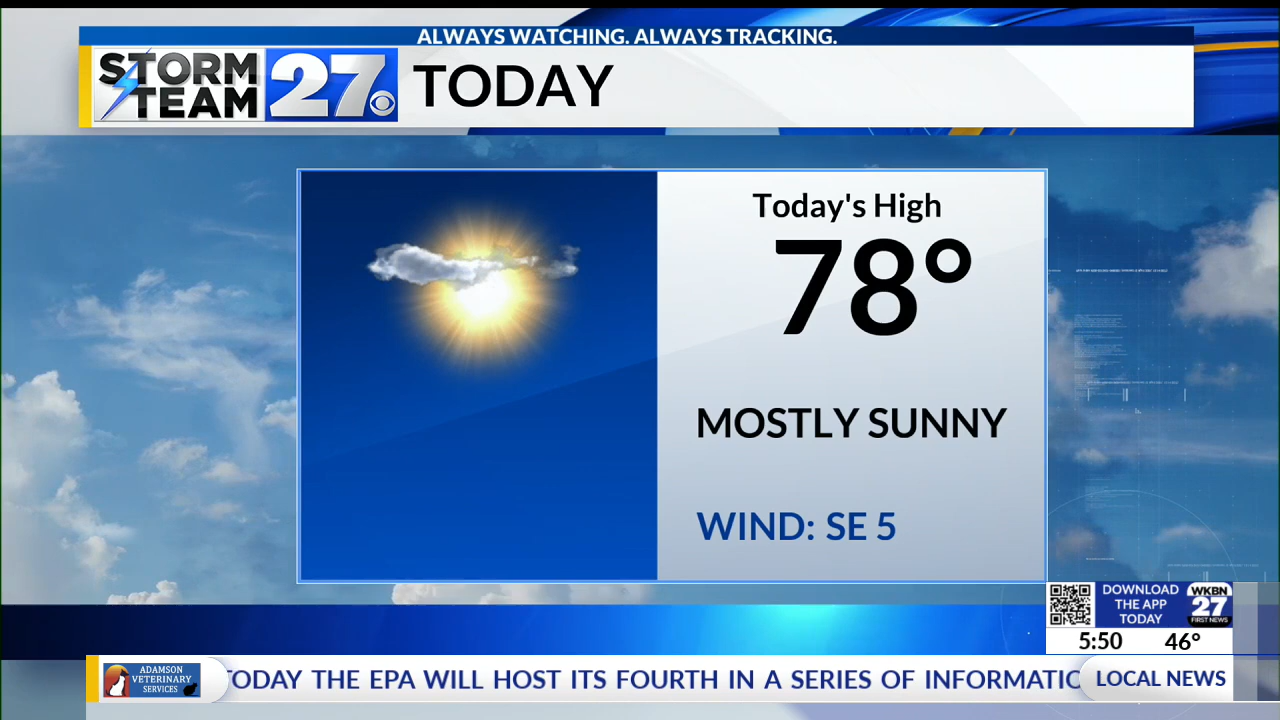 ALWAYS WATCHING. ALWAYS TRACKING.
STORM
TEAM
27
TODAY
Today's High
78°
MOSTLY SUNNY
WIND: SE 5
DOWNLOAD
THE APP
TODAY
WKBN
27
FIRST NEWS
5:50 46°
ADAMSON
VETERINARY
SERVICES
TODAY THE EPA WILL HOST ITS FOURTH IN A SERIES OF INFORMATIO
LOCAL NEWS